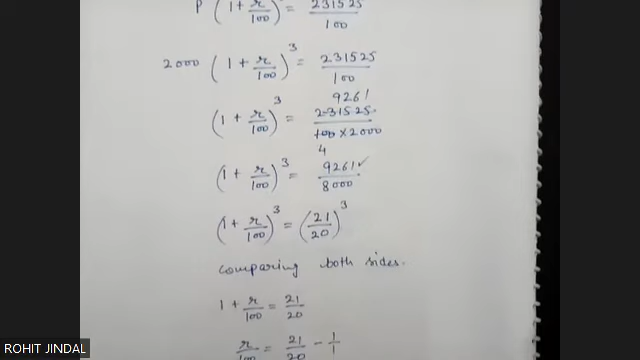 P (1 + r/100)^3 = 231525/100
2000 (1 + r/100)^3 = 231525/100
9261
(1 + r/100)^3 = 231525/100 × 2000
4
(1 + r/100)^3 = 9261/8000
(1 + r/100)^3 = (21/20)^3
comparing both sides.
1 + r/100 = 21/20
r/100 = 21/20 - 1/1
ROHIT JINDAL